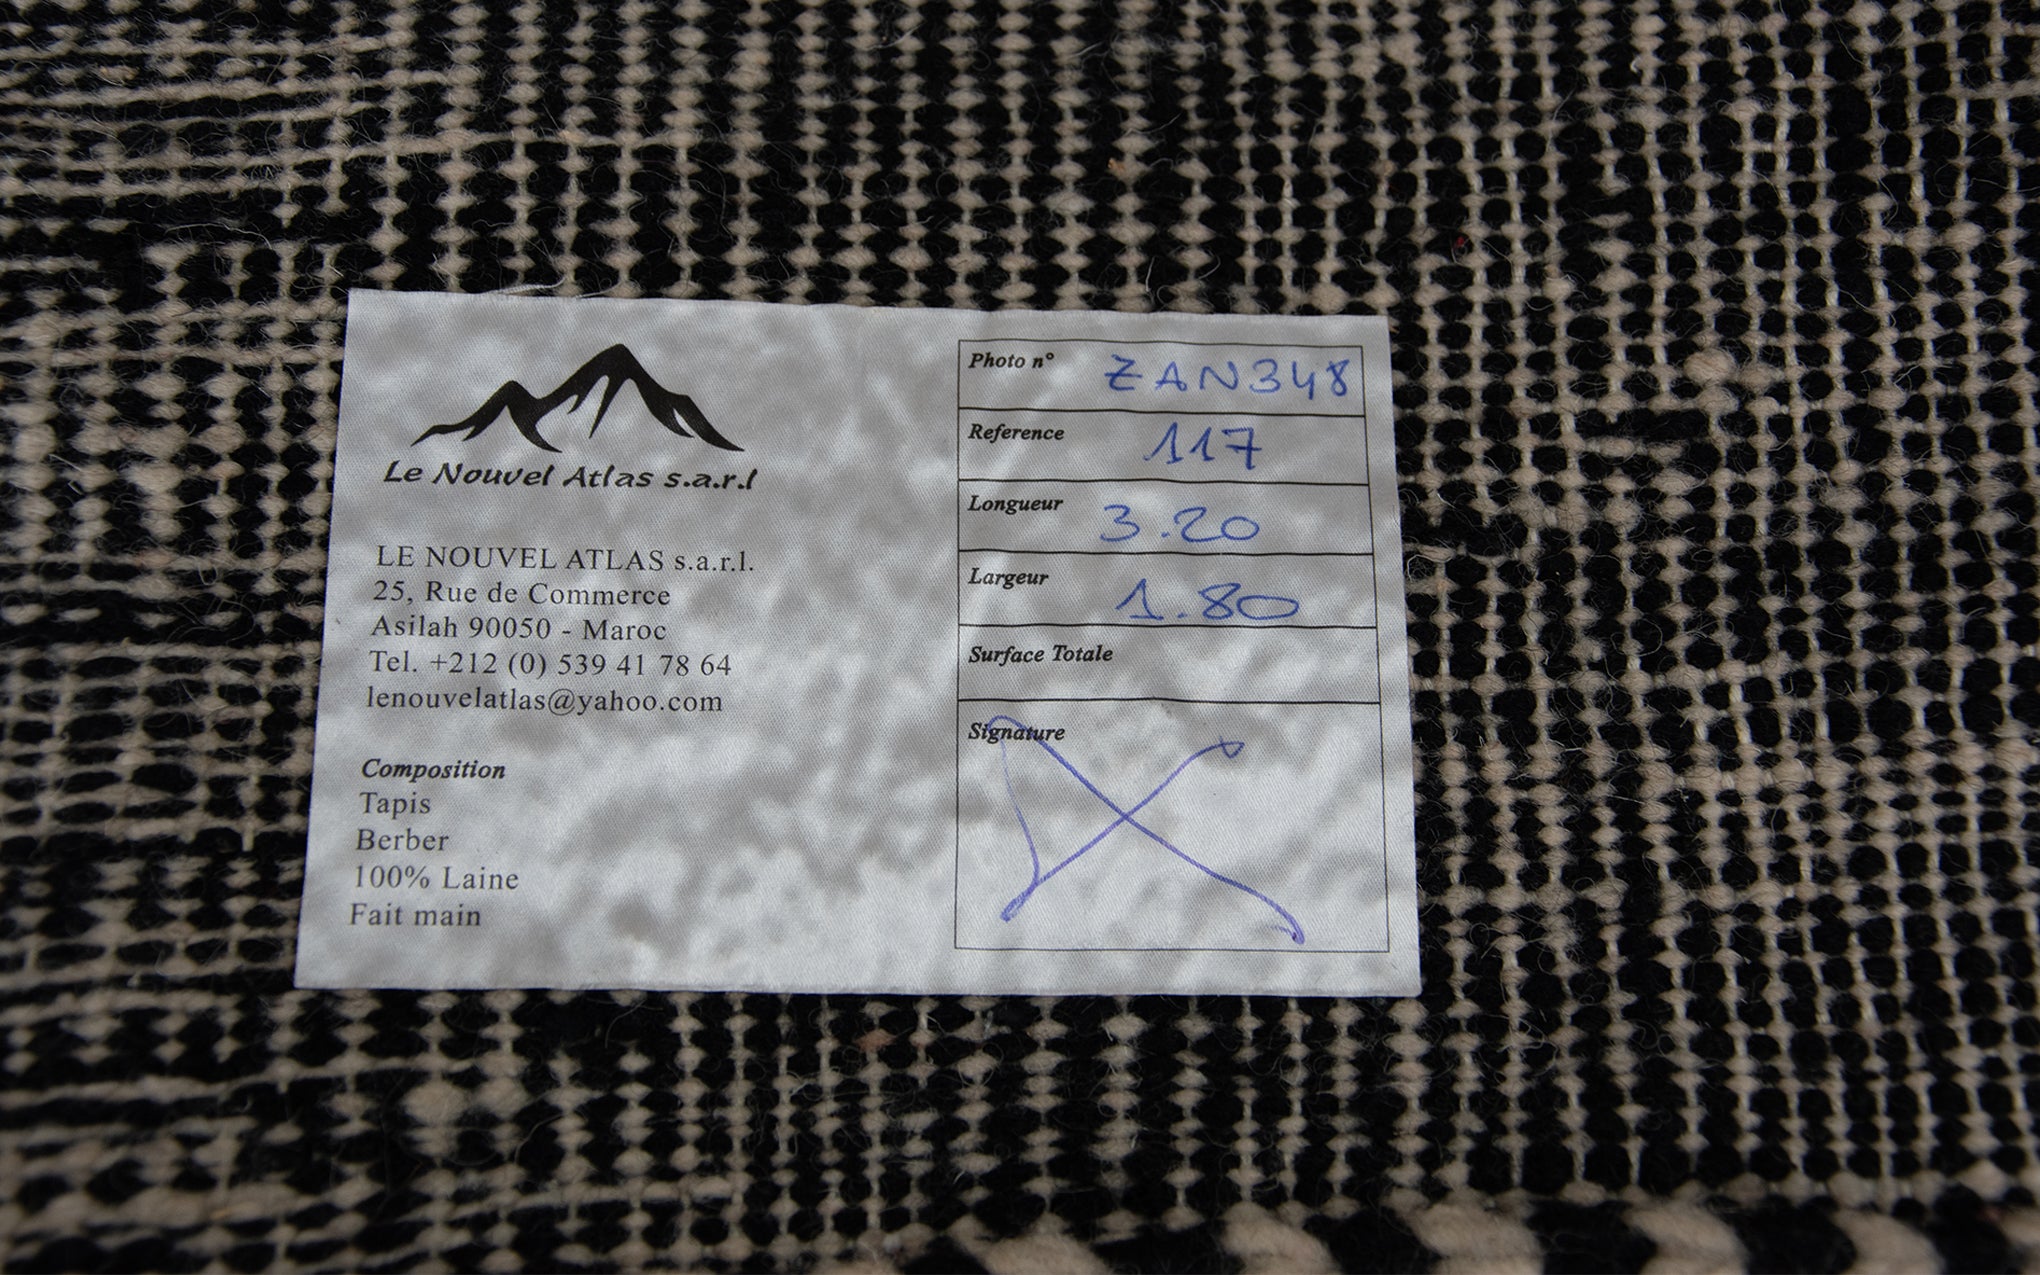 Le Nouvel Atlas s.a.r.l
LE NOUVEL ATLAS s.a.r.l.
25, Rue de Commerce
Asilah 90050 - Maroc
Tel. +212 (0) 539 41 78 64
lenouvelatlas@yahoo.com
Composition
Tapis
Berber
100% Laine
Fait main
Photo n° ZAN348
Reference 117
Longueur 3.20
Largeur 1.80
Surface Totale
Signature